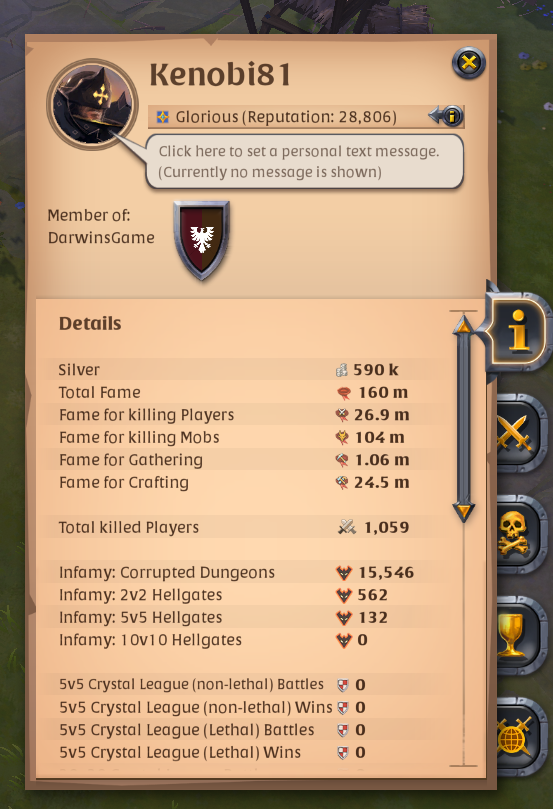 Kenobi81
Glorious (Reputation: 28,806)
Click here to set a personal text message.
(Currently no message is shown)
Member of:
DarwinsGame
Details
Silver 590 k
Total Fame 160 m
Fame for killing Players 26.9 m
Fame for killing Mobs 104 m
Fame for Gathering 1.06 m
Fame for Crafting 24.5 m
Total killed Players 1,059
Infamy: Corrupted Dungeons 15,546
Infamy: 2v2 Hellgates 562
Infamy: 5v5 Hellgates 132
Infamy: 10v10 Hellgates 0
5v5 Crystal League (non-lethal) Battles 0
5v5 Crystal League (non-lethal) Wins 0
5v5 Crystal League (Lethal) Battles 0
5v5 Crystal League (Lethal) Wins 0